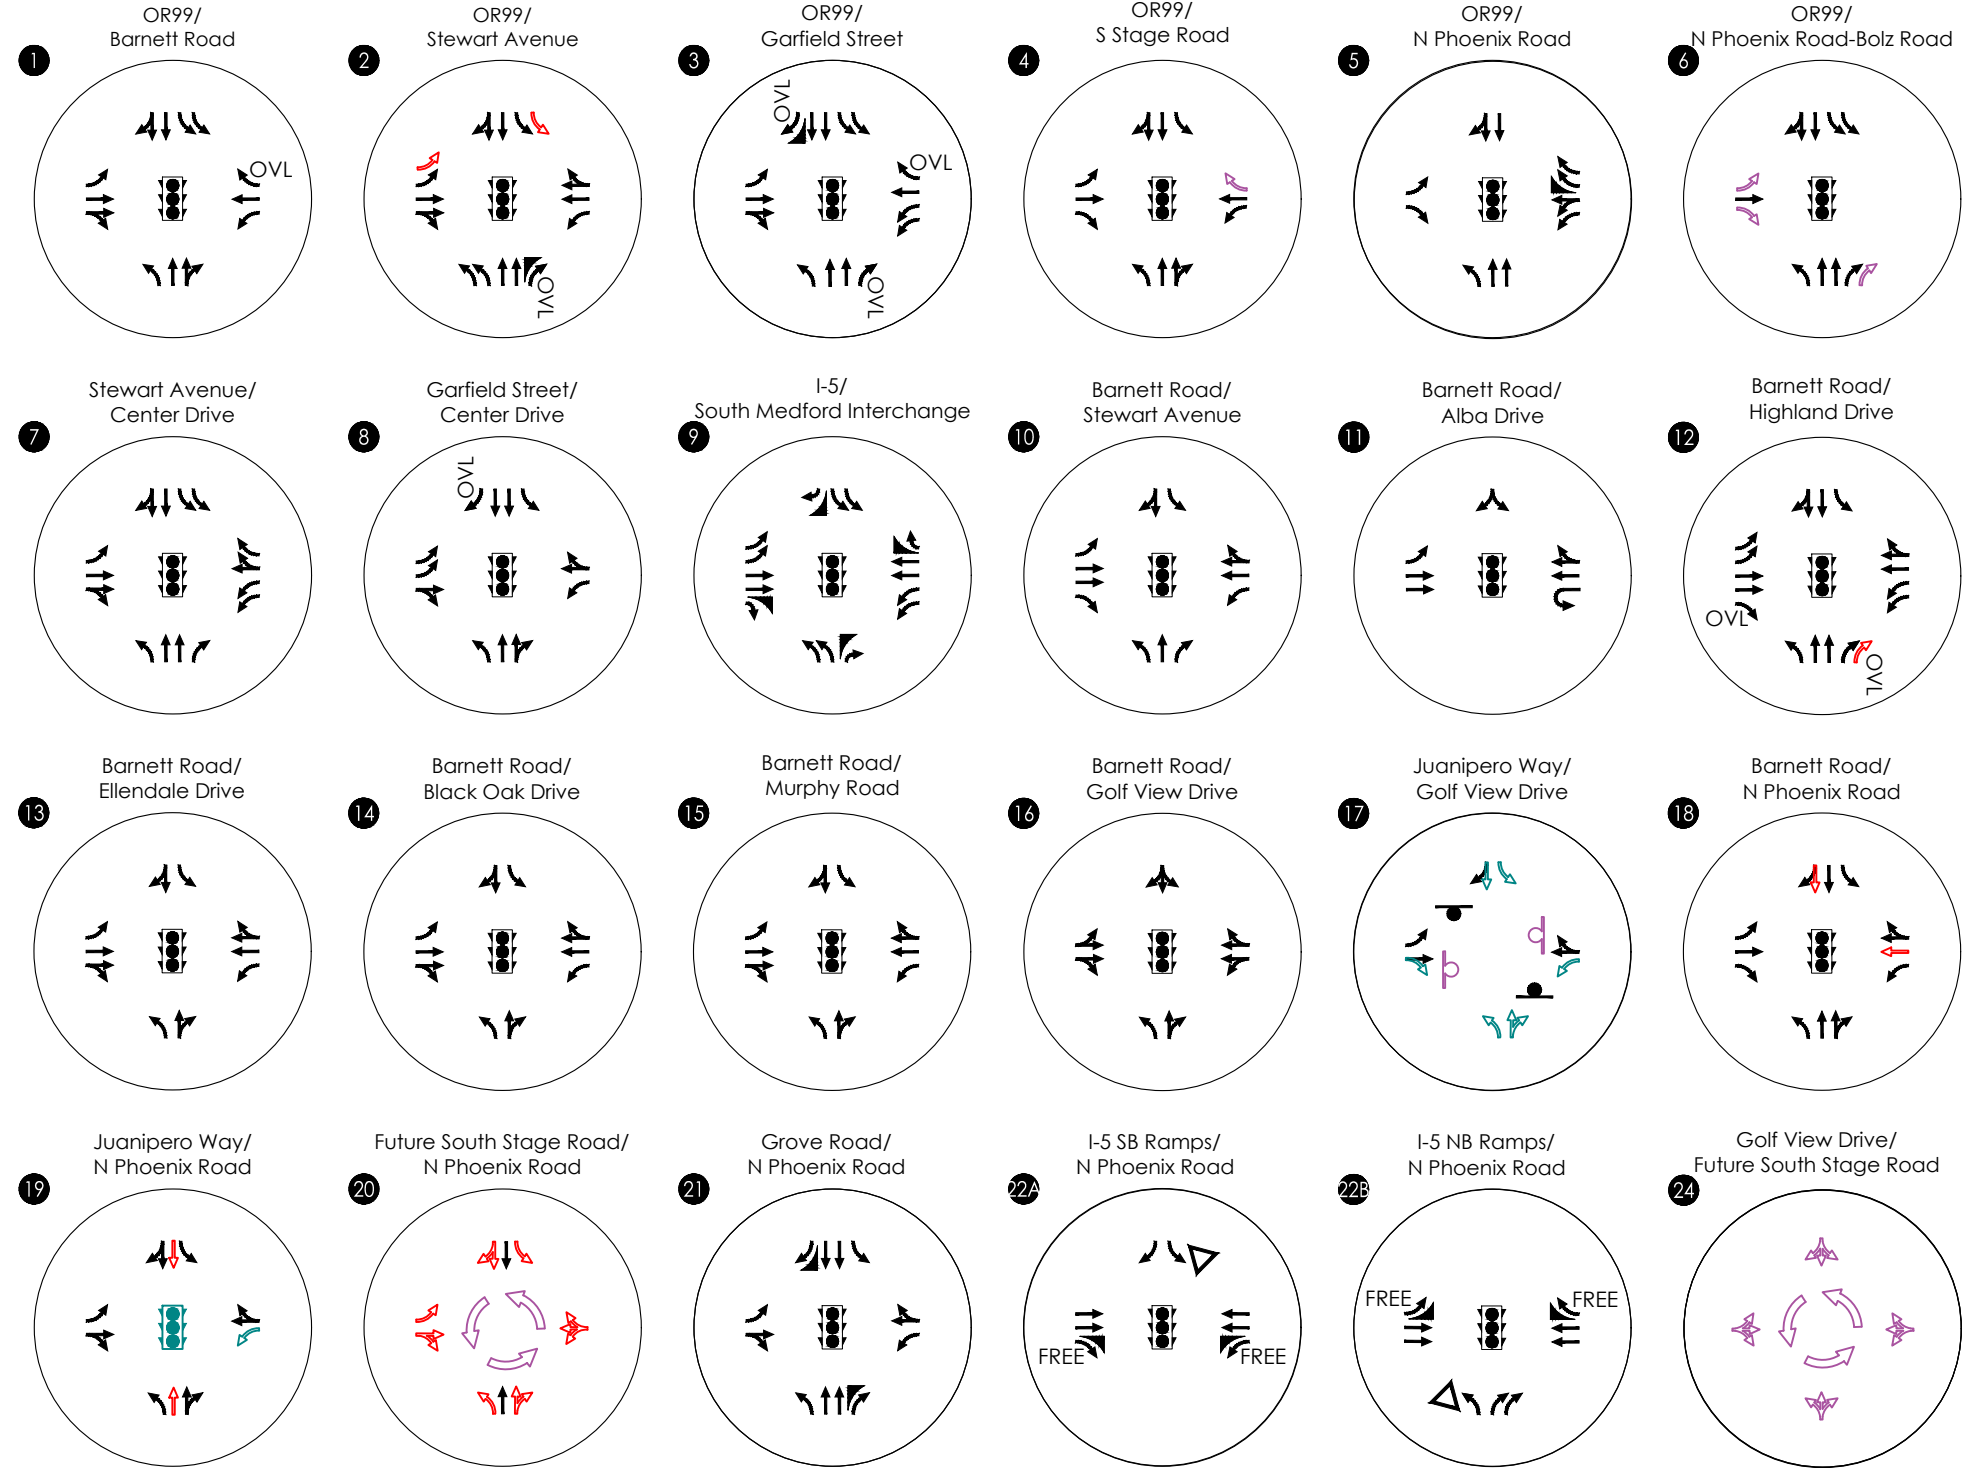 OR99/
Barnett Road
1
OVL
OR99/
Stewart Avenue
2
OVL
OR99/
Garfield Street
3
OVL
OVL
OVL
OR99/
S Stage Road
4
OR99/
N Phoenix Road
5
OR99/
N Phoenix Road-Bolz Road
6
Stewart Avenue/
Center Drive
7
Garfield Street/
Center Drive
8
OVL
I-5/
South Medford Interchange
9
Barnett Road/
Stewart Avenue
10
Barnett Road/
Alba Drive
11
Barnett Road/
Highland Drive
12
OVL
OVL
Barnett Road/
Ellendale Drive
13
Barnett Road/
Black Oak Drive
14
Barnett Road/
Murphy Road
15
Barnett Road/
Golf View Drive
16
Juanipero Way/
Golf View Drive
17
Barnett Road/
N Phoenix Road
18
Juanipero Way/
N Phoenix Road
19
Future South Stage Road/
N Phoenix Road
20
Grove Road/
N Phoenix Road
21
I-5 SB Ramps/
N Phoenix Road
22A
FREE
FREE
I-5 NB Ramps/
N Phoenix Road
22B
FREE
FREE
Golf View Drive/
Future South Stage Road
24